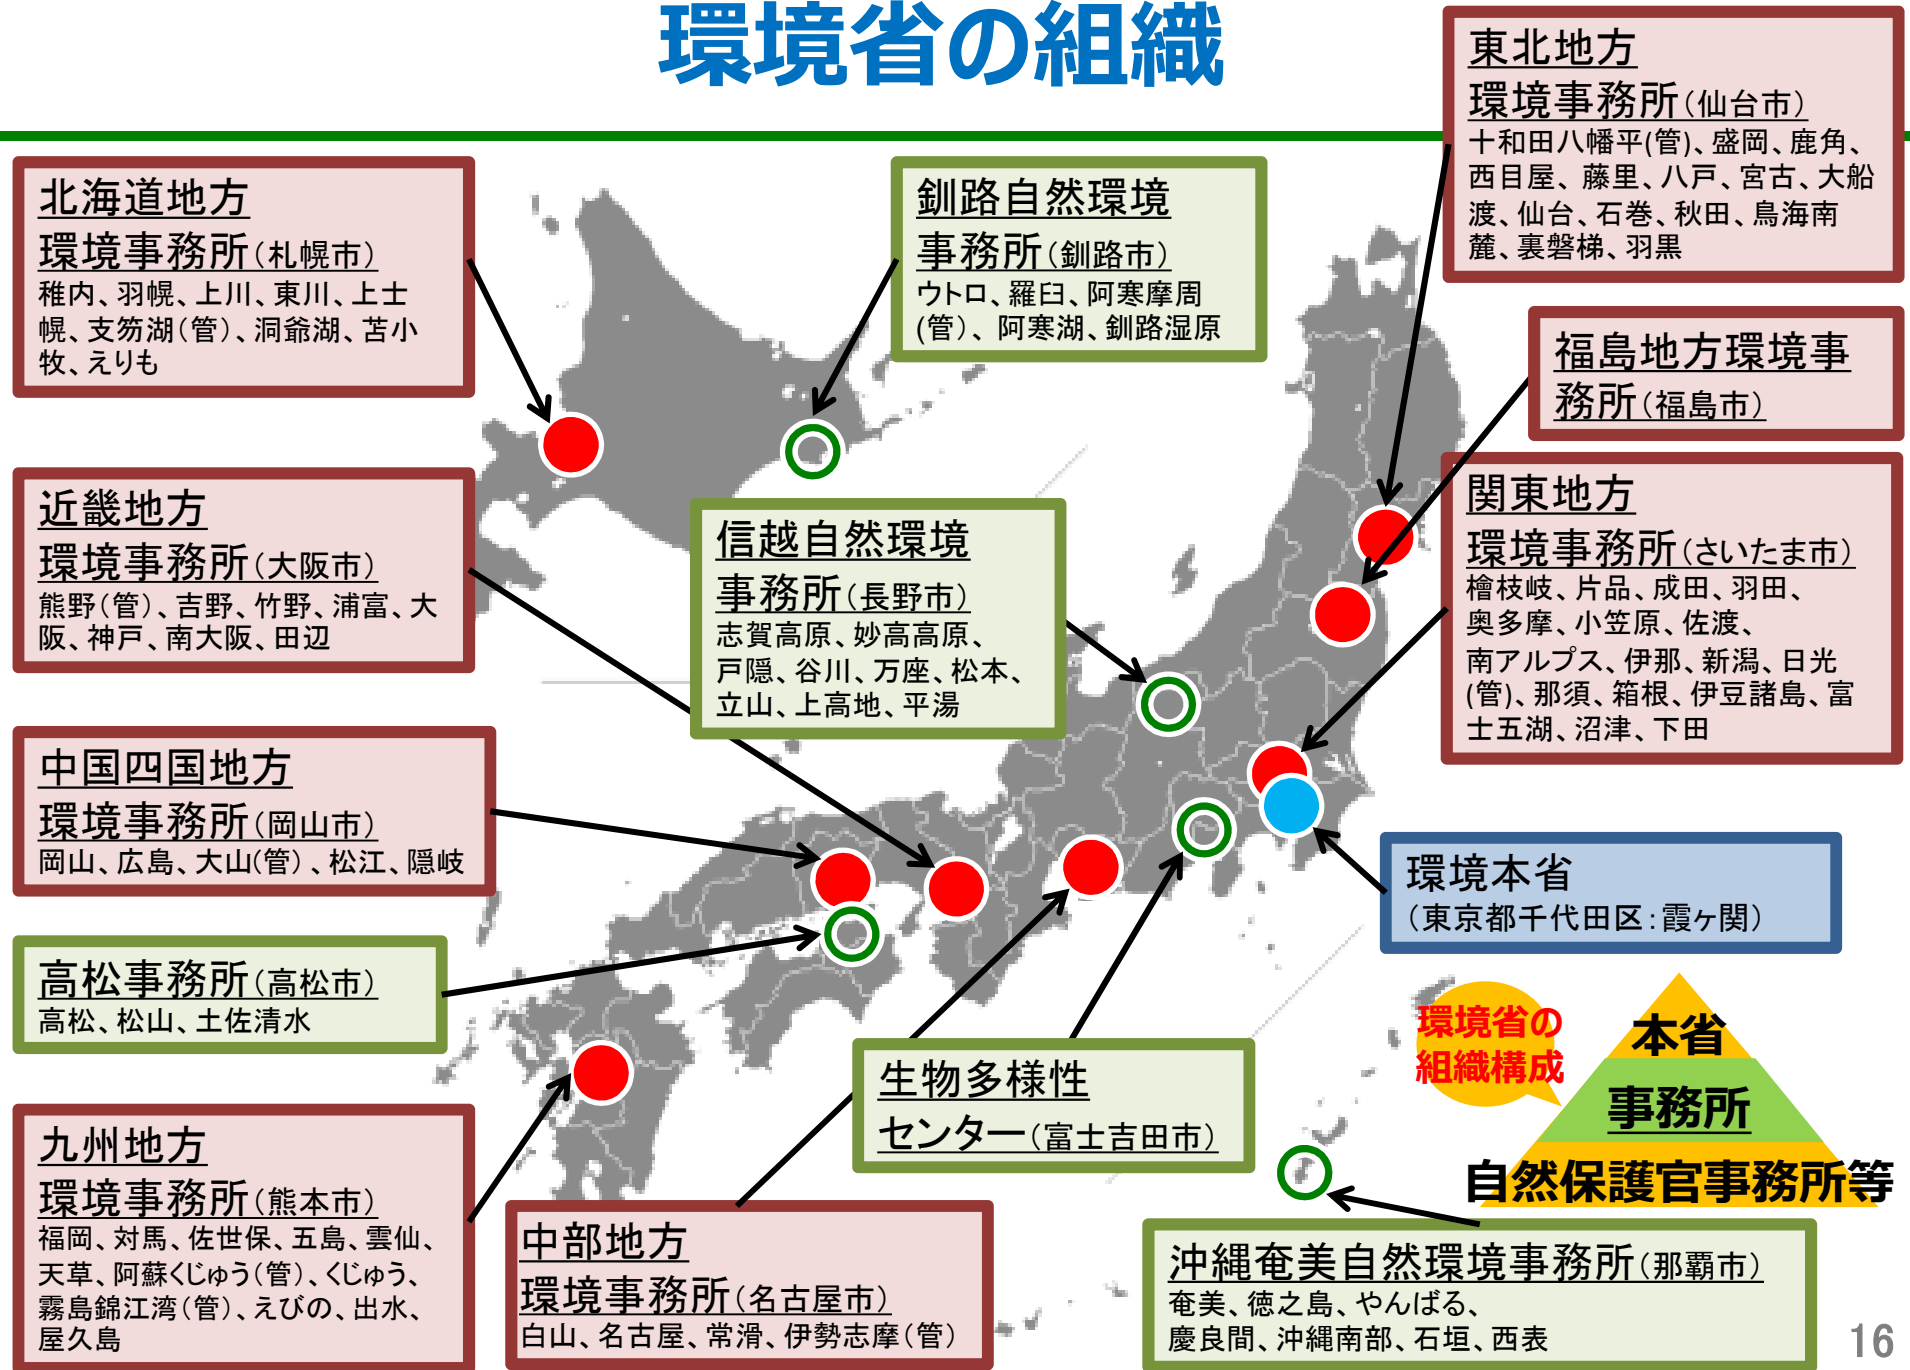 環境省の組織
東北地方
環境事務所（仙台市）
十和田八幡平(管)、盛岡、鹿角、
西目屋、藤里、八戸、宮古、大船
渡、仙台、石巻、秋田、鳥海南
麓、裏磐梯、羽黒
北海道地方
環境事務所（札幌市）
稚内、羽幌、上川、東川、上士
幌、支笏湖（管）、洞爺湖、苫小
牧、えりも
釧路自然環境
事務所（釧路市）
ウトロ、羅臼、阿寒摩周
(管)、阿寒湖、釧路湿原
福島地方環境事
務所（福島市）
近畿地方
環境事務所（大阪市）
熊野（管）、吉野、竹野、浦富、大
阪、神戸、南大阪、田辺
信越自然環境
事務所（長野市）
志賀高原、妙高高原、
戸隠、谷川、万座、松本、
立山、上高地、平湯
関東地方
環境事務所（さいたま市）
檜枝岐、片品、成田、羽田、
奥多摩、小笠原、佐渡、
南アルプス、伊那、新潟、日光
(管)、那須、箱根、伊豆諸島、富
士五湖、沼津、下田
中国四国地方
環境事務所（岡山市）
岡山、広島、大山(管)、松江、隠岐
環境本省
（東京都千代田区：霞ヶ関）
高松事務所（高松市）
高松、松山、土佐清水
生物多様性
センター（富士吉田市）
環境省の
組織構成
本省
事務所
自然保護官事務所等
九州地方
環境事務所（熊本市）
福岡、対馬、佐世保、五島、雲仙、
天草、阿蘇くじゅう（管）、くじゅう、
霧島錦江湾（管）、えびの、出水、
屋久島
中部地方
環境事務所（名古屋市）
白山、名古屋、常滑、伊勢志摩（管）
沖縄奄美自然環境事務所（那覇市）
奄美、徳之島、やんばる、
慶良間、沖縄南部、石垣、西表
16